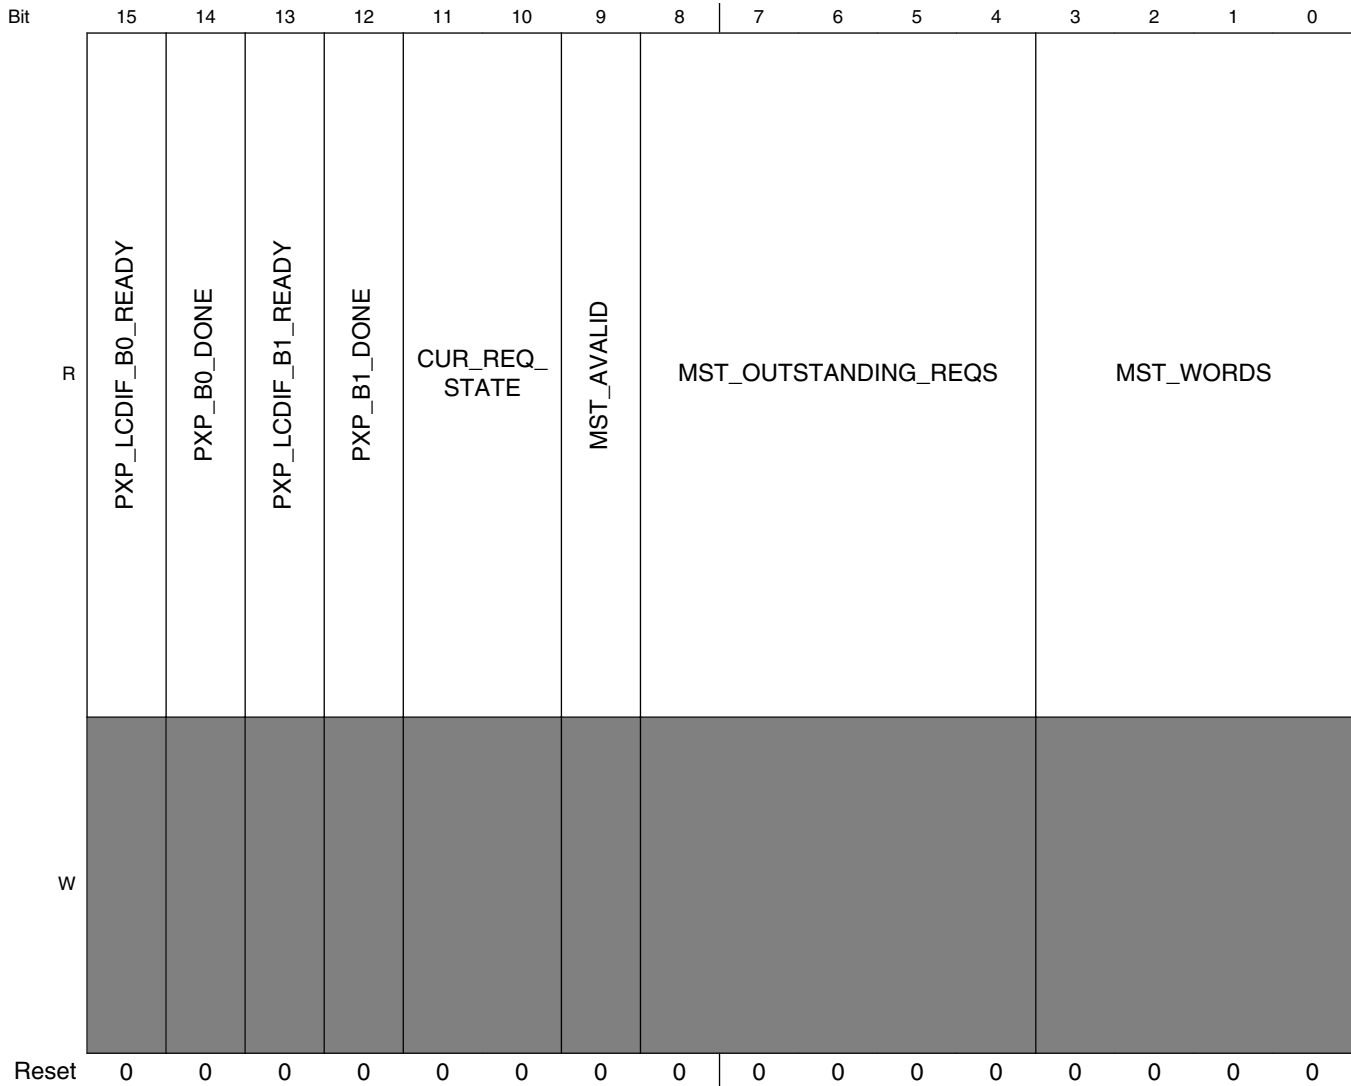 Bit 15 14 13 12 11 10 9 8 7 6 5 4 3 2 1 0
R
PXP_LCDIF_B0_READY
PXP_B0_DONE
PXP_LCDIF_B1_READY
PXP_B1_DONE
CUR_REQ_
STATE
MST_AVALID
MST_OUTSTANDING_REQS
MST_WORDS
W
Reset 0 0 0 0 0 0 0 0 0 0 0 0 0 0 0 0